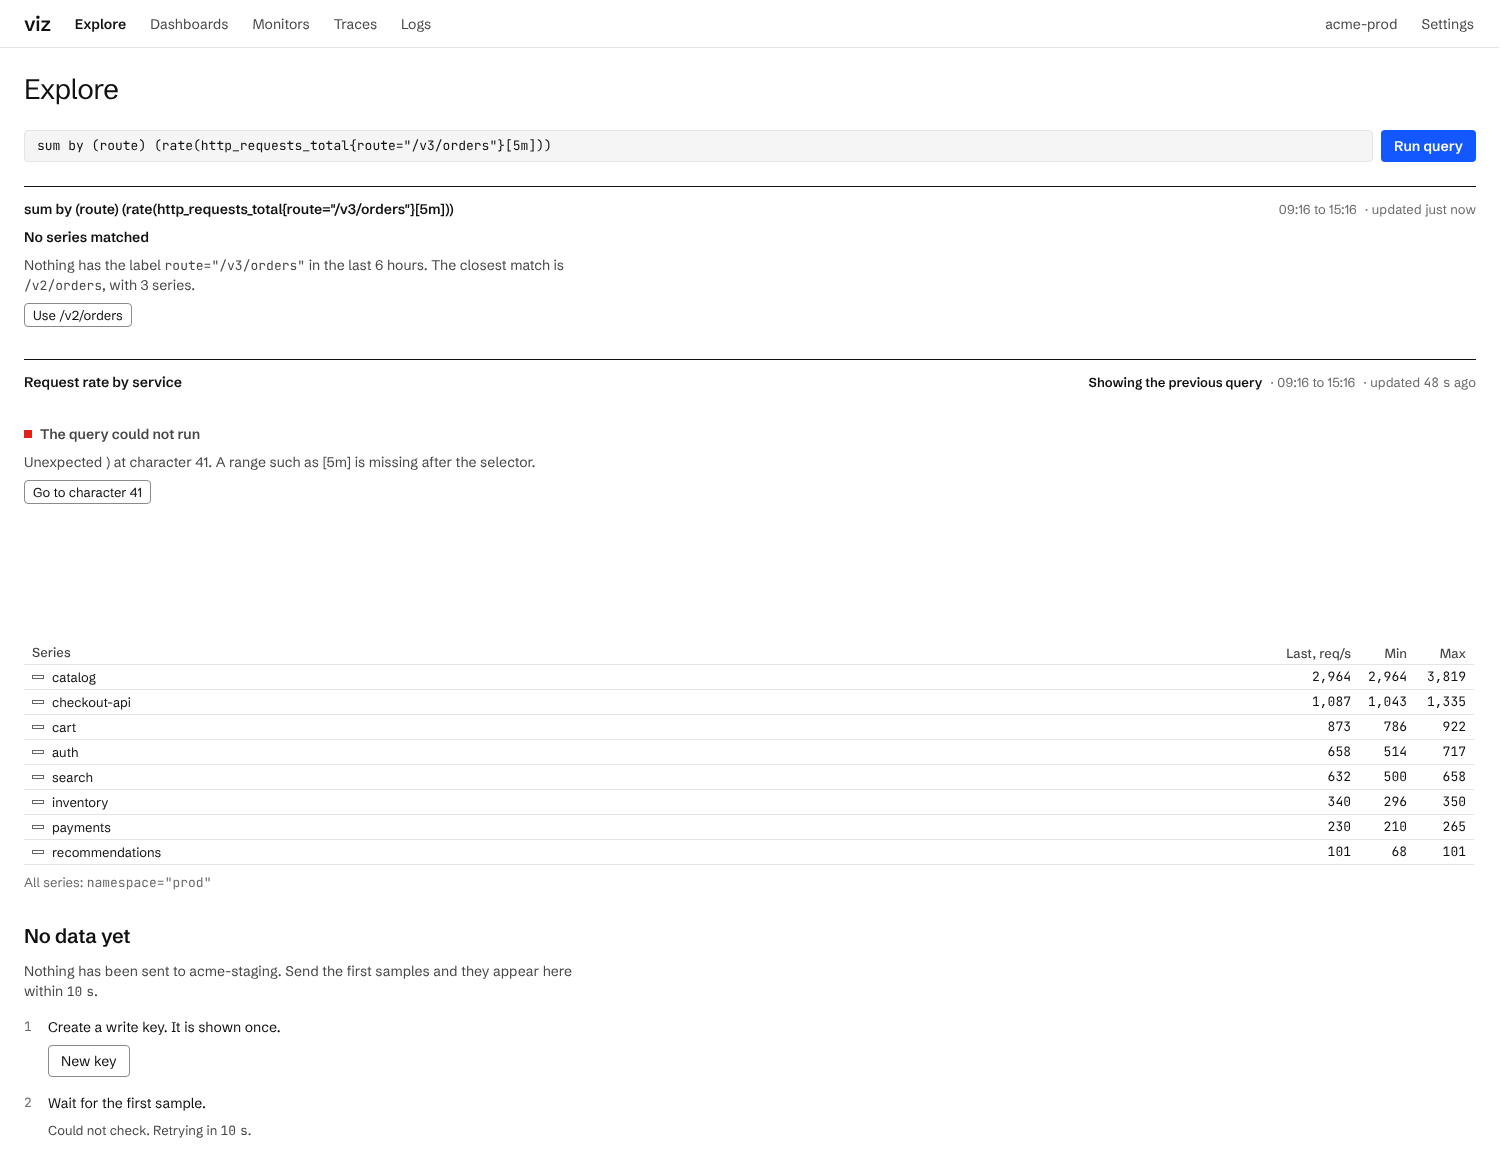 viz Explore Dashboards Monitors Traces Logs acme-prod Settings
Explore
sum by (route) (rate(http_requests_total{route="/v3/orders"}[5m])) Run query
sum by (route) (rate(http_requests_total{route="/v3/orders"}[5m])) 09:16 to 15:16 · updated just now
No series matched
Nothing has the label route="/v3/orders" in the last 6 hours. The closest match is
/v2/orders, with 3 series.
Use /v2/orders
Request rate by service Showing the previous query · 09:16 to 15:16 · updated 48 s ago
The query could not run
Unexpected ) at character 41. A range such as [5m] is missing after the selector.
Go to character 41
Series Last, req/s Min Max
catalog 2,964 2,964 3,819
checkout-api 1,087 1,043 1,335
cart 873 786 922
auth 658 514 717
search 632 500 658
inventory 340 296 350
payments 230 210 265
recommendations 101 68 101
All series: namespace="prod"
No data yet
Nothing has been sent to acme-staging. Send the first samples and they appear here
within 10 s.
1 Create a write key. It is shown once.
New key
2 Wait for the first sample.
Could not check. Retrying in 10 s.